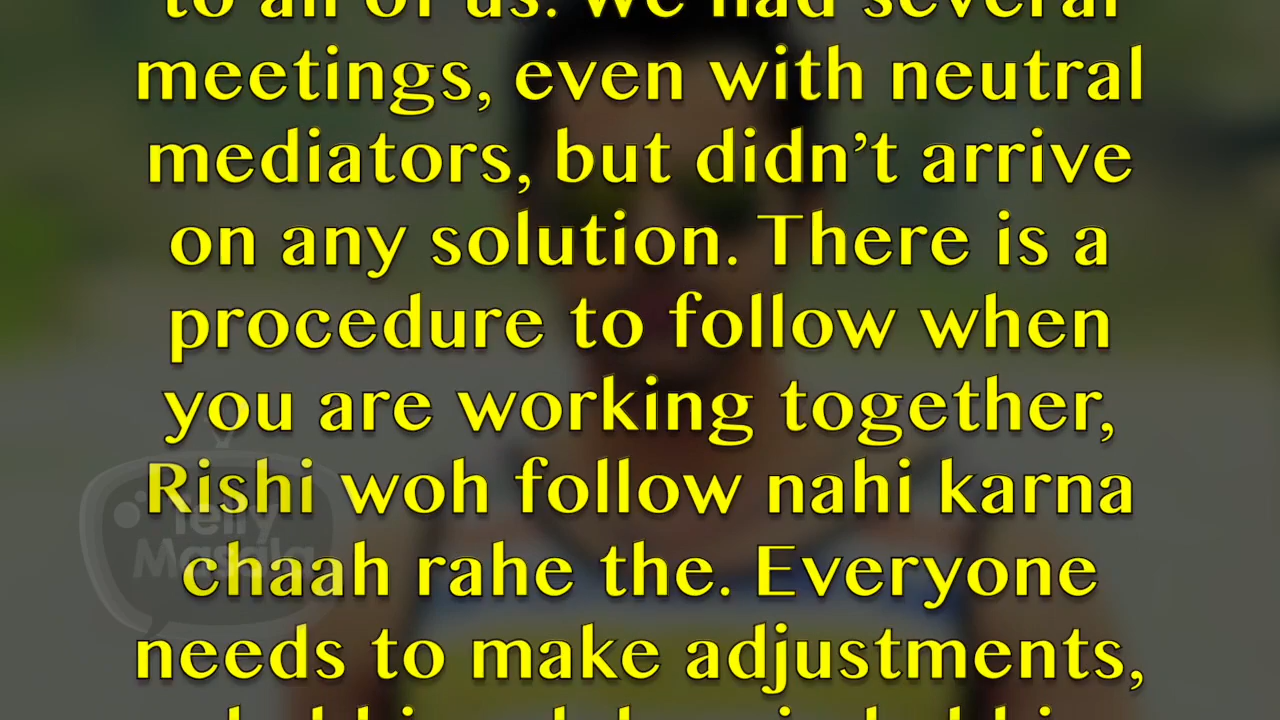 to all of us. We had several
meetings, even with neutral
mediators, but didn’t arrive
on any solution. There is a
procedure to follow when
you are working together,
Rishi woh follow nahi karna
chaah rahe the. Everyone
needs to make adjustments,
Telly
Masala